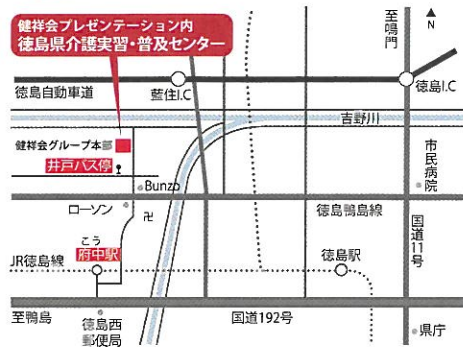 健祥会プレゼンテーション内
徳島県介護実習・普及センター
至鳴門
N
徳島自動車道
藍住I.C
徳島I.C
吉野川
健祥会グループ本部
井戸バス停
市民病院
Bunzo
ローソン
卍
徳島鴨島線
国道11号
こう
府中駅
JR徳島線
徳島駅
至鴨島
国道192号
徳島西
郵便局
県庁